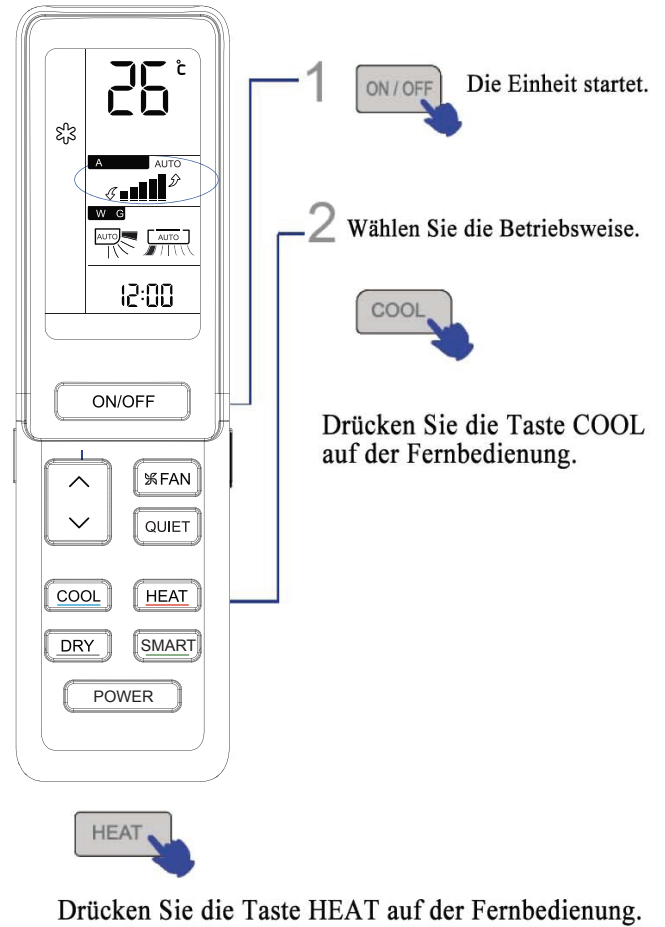 26 °c
A AUTO
W G
AUTO AUTO
12:00
ON/OFF
FAN
QUIET
COOL HEAT
DRY SMART
POWER
1 ON / OFF Die Einheit startet.
2 Wählen Sie die Betriebsweise.
COOL
Drücken Sie die Taste COOL
auf der Fernbedienung.
HEAT
Drücken Sie die Taste HEAT auf der Fernbedienung.